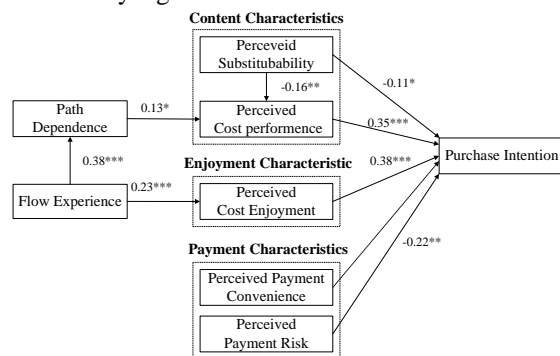 Content Characteristics
Perceveid
Substitubability
-0.16**
-0.11*
Path
Dependence
0.13*
Perceived
Cost performence
0.35***
0.38***
Enjoyment Characteristic
Purchase Intention
Flow Experience
0.23***
Perceived
Cost Enjoyment
0.38***
Payment Characteristics
-0.22**
Perceived Payment
Convenience
Perceived
Payment Risk